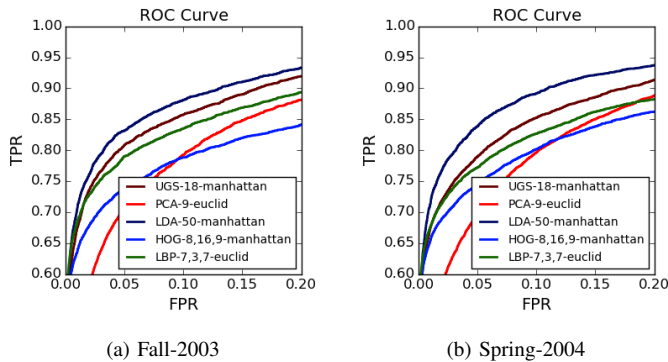 ROC Curve
1.00
0.95
0.90
0.85
0.80
0.75
0.70
0.65
0.60
TPR
UGS-18-manhattan
PCA-9-euclid
LDA-50-manhattan
HOG-8,16,9-manhattan
LBP-7,3,7-euclid
0.00 0.05 0.10 0.15 0.20
FPR
(a) Fall-2003
ROC Curve
1.00
0.95
0.90
0.85
0.80
0.75
0.70
0.65
0.60
TPR
UGS-18-manhattan
PCA-9-euclid
LDA-50-manhattan
HOG-8,16,9-manhattan
LBP-7,3,7-euclid
0.00 0.05 0.10 0.15 0.20
FPR
(b) Spring-2004